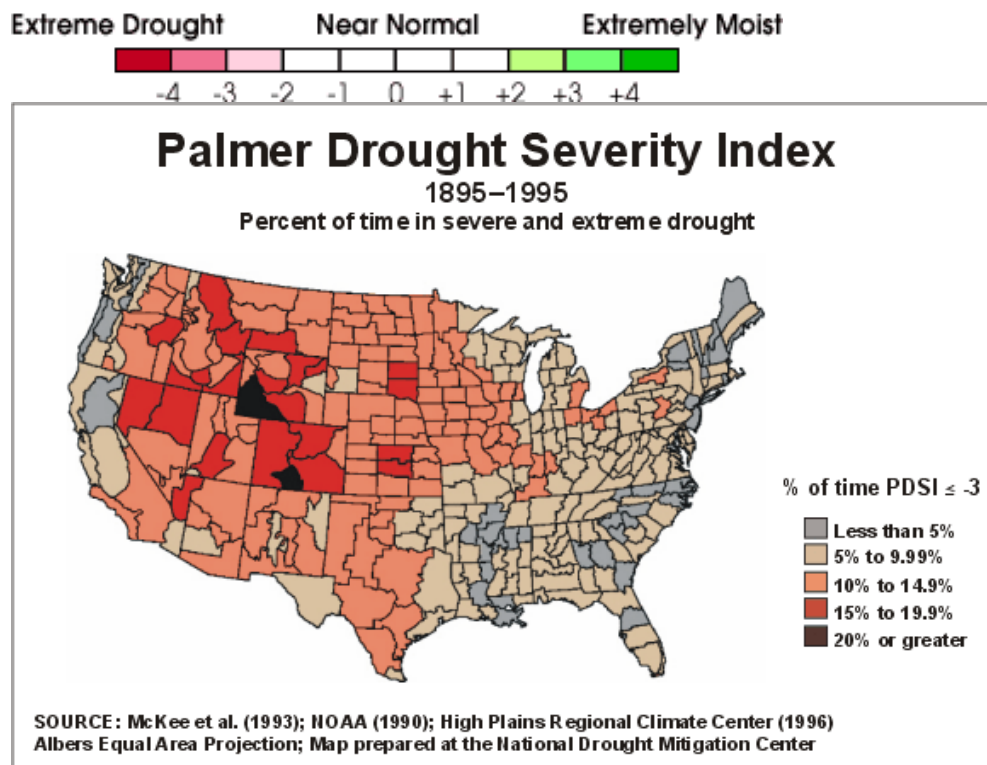 Extreme Drought Near Normal Extremely Moist
-4 -3 -2 -1 0 +1 +2 +3 +4
Palmer Drought Severity Index
1895–1995
Percent of time in severe and extreme drought
% of time PDSI ≤ -3
Less than 5%
5% to 9.99%
10% to 14.9%
15% to 19.9%
20% or greater
SOURCE: McKee et al. (1993); NOAA (1990); High Plains Regional Climate Center (1996)
Albers Equal Area Projection; Map prepared at the National Drought Mitigation Center